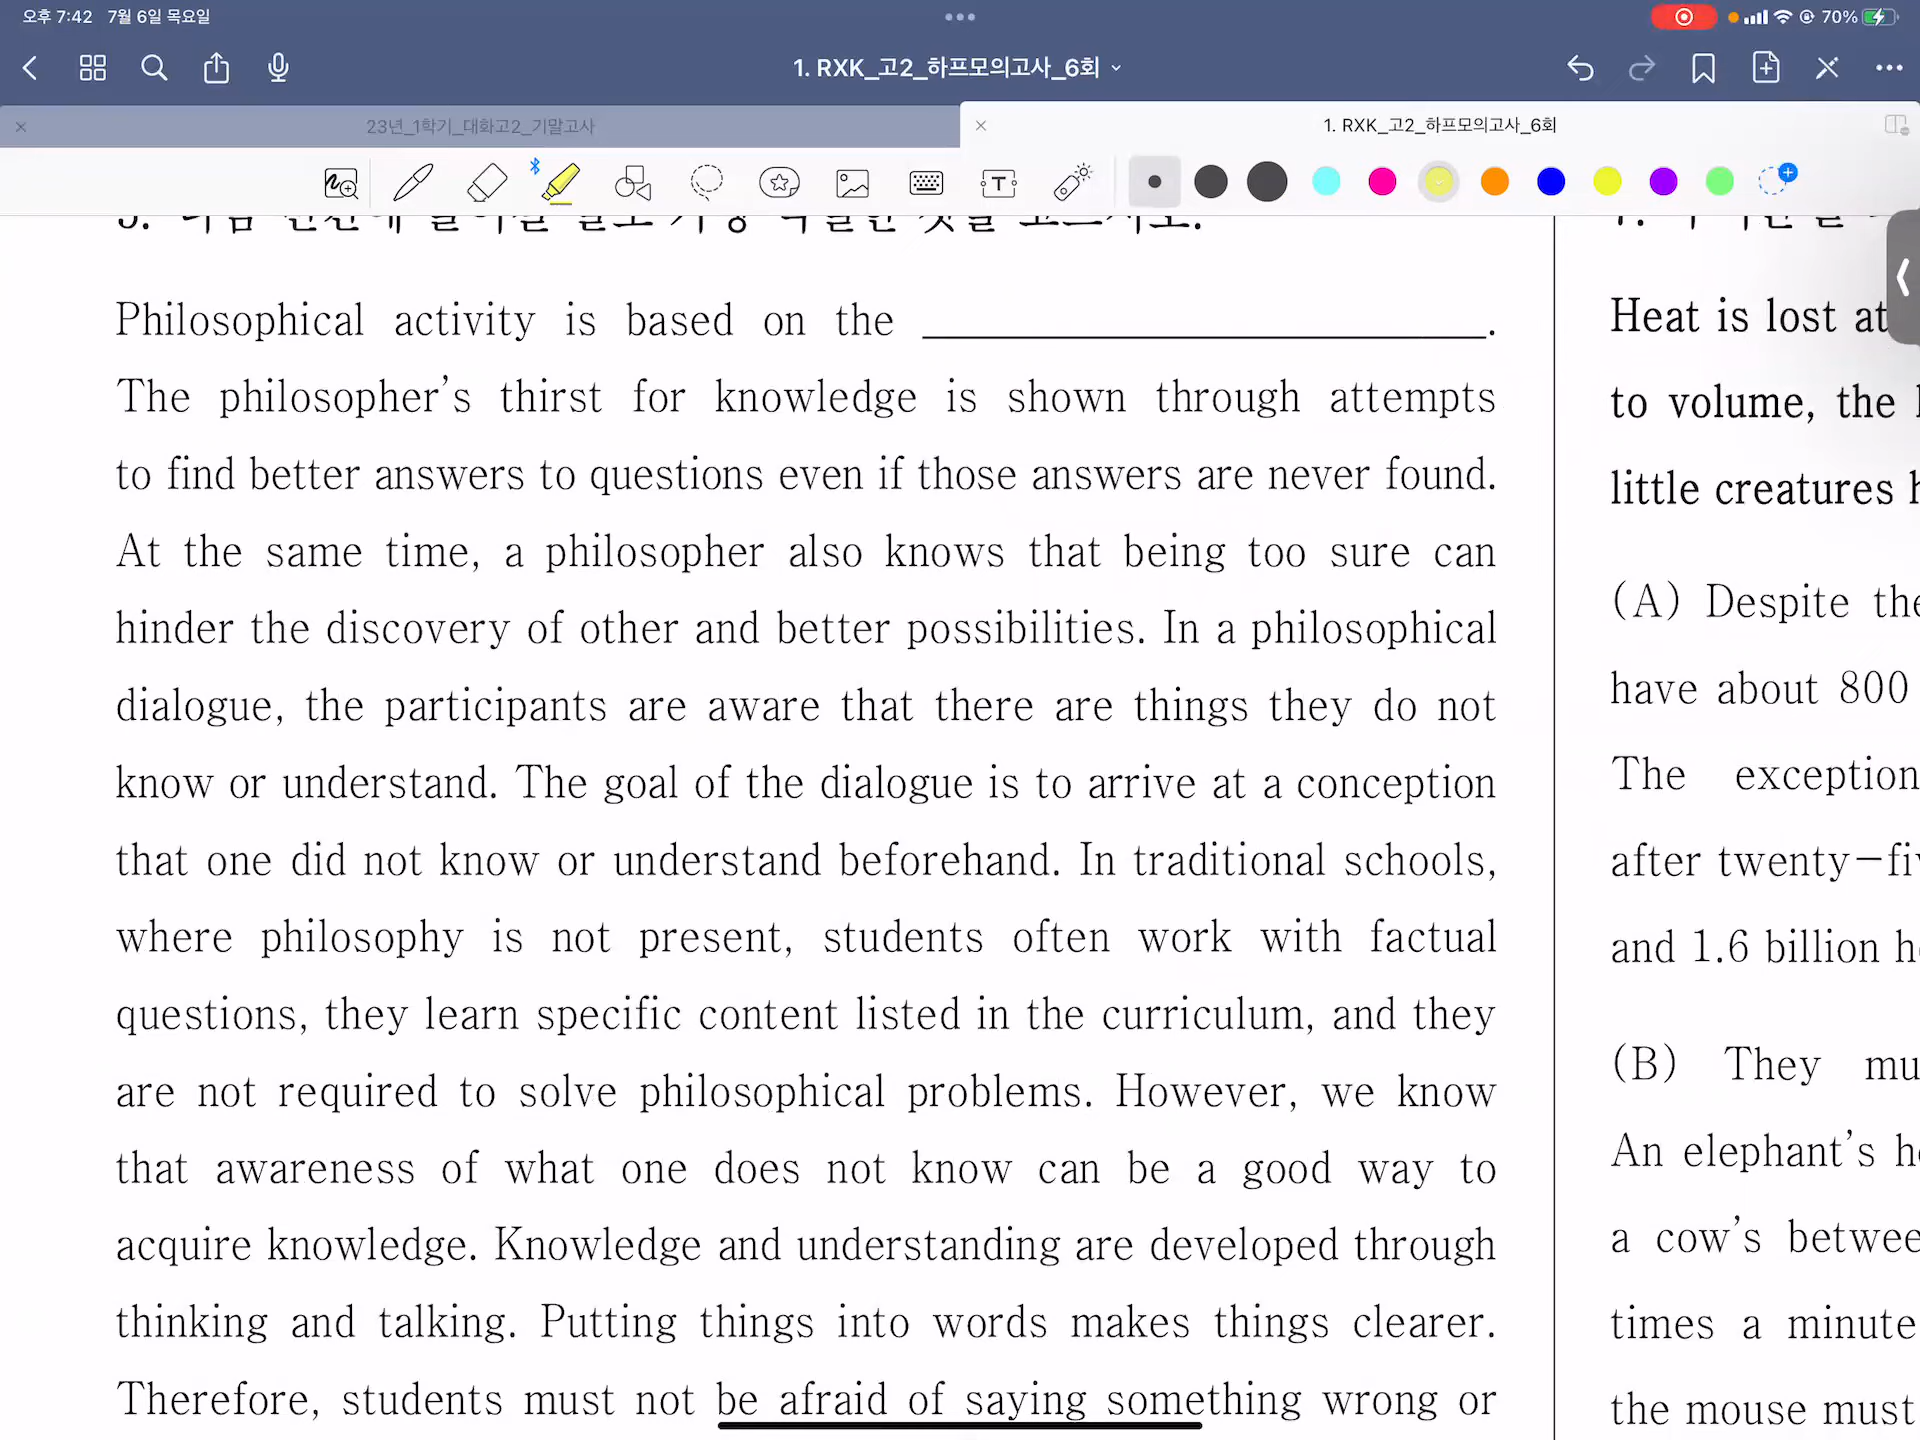 오후 7:42 7월 6일 목요일
70%
1. RXK_고2_하프모의고사_6회
23년_1학기_대화고2_기말고사
1. RXK_고2_하프모의고사_6회
Philosophical activity is based on the ____________________.
The philosopher's thirst for knowledge is shown through attempts
to find better answers to questions even if those answers are never found.
At the same time, a philosopher also knows that being too sure can
hinder the discovery of other and better possibilities. In a philosophical
dialogue, the participants are aware that there are things they do not
know or understand. The goal of the dialogue is to arrive at a conception
that one did not know or understand beforehand. In traditional schools,
where philosophy is not present, students often work with factual
questions, they learn specific content listed in the curriculum, and they
are not required to solve philosophical problems. However, we know
that awareness of what one does not know can be a good way to
acquire knowledge. Knowledge and understanding are developed through
thinking and talking. Putting things into words makes things clearer.
Therefore, students must not be afraid of saying something wrong or
Heat is lost at
to volume, the
little creatures
(A) Despite the
have about 800
The exception
after
and 1.6 billion
(B) They
An elephant's
a cow's
times a minute
the mouse must